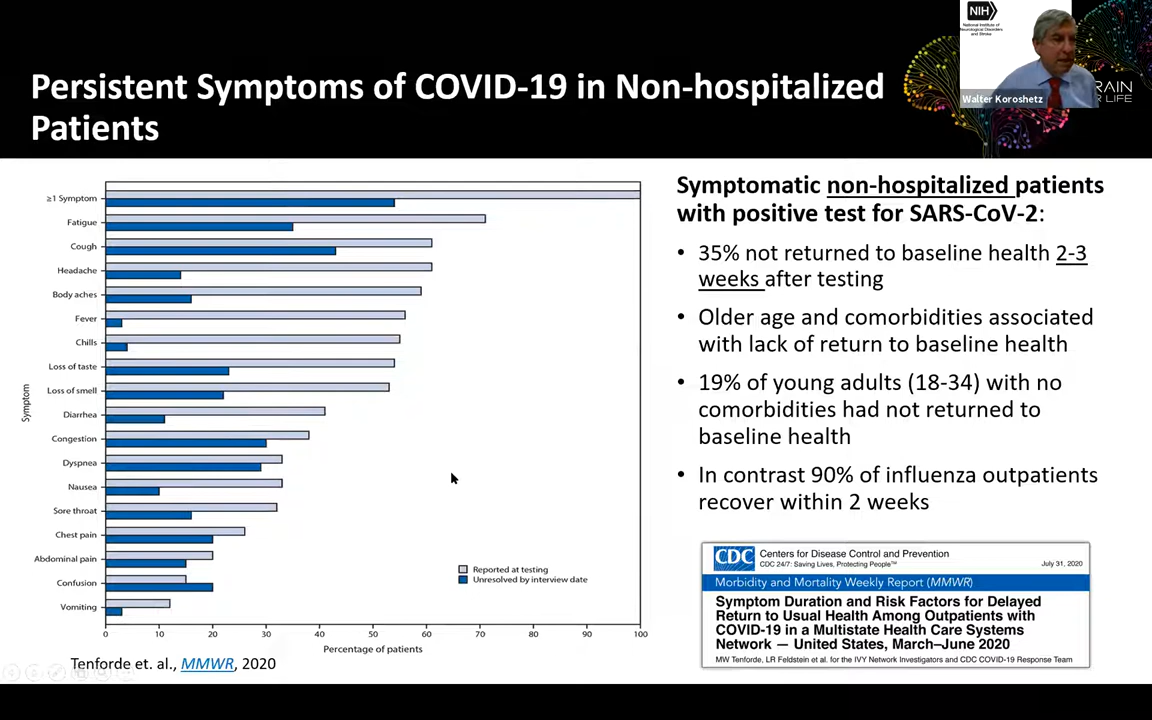 NIH
National Institute of
Neurological Disorders
and Stroke
Walter Koroshetz
RAIN
R LIFE
Persistent Symptoms of COVID-19 in Non-hospitalized
Patients
Symptom
≥1 Symptom
Fatigue
Cough
Headache
Body aches
Fever
Chills
Loss of taste
Loss of smell
Diarrhea
Congestion
Dyspnea
Nausea
Sore throat
Chest pain
Abdominal pain
Confusion
Vomiting
Reported at testing
Unresolved by interview date
0 10 20 30 40 50 60 70 80 90 100
Percentage of patients
Tenforde et. al., MMWR, 2020
Symptomatic non-hospitalized patients
with positive test for SARS-CoV-2:
• 35% not returned to baseline health 2-3
weeks after testing
• Older age and comorbidities associated
with lack of return to baseline health
• 19% of young adults (18-34) with no
comorbidities had not returned to
baseline health
• In contrast 90% of influenza outpatients
recover within 2 weeks
CDC
Centers for Disease Control and Prevention
CDC 24/7: Saving Lives, Protecting People™
July 31, 2020
Morbidity and Mortality Weekly Report (MMWR)
Symptom Duration and Risk Factors for Delayed
Return to Usual Health Among Outpatients with
COVID-19 in a Multistate Health Care Systems
Network — United States, March–June 2020
MW Tenforde, LR Feldstein et al. for the IVY Network Investigators and CDC COVID-19 Response Team